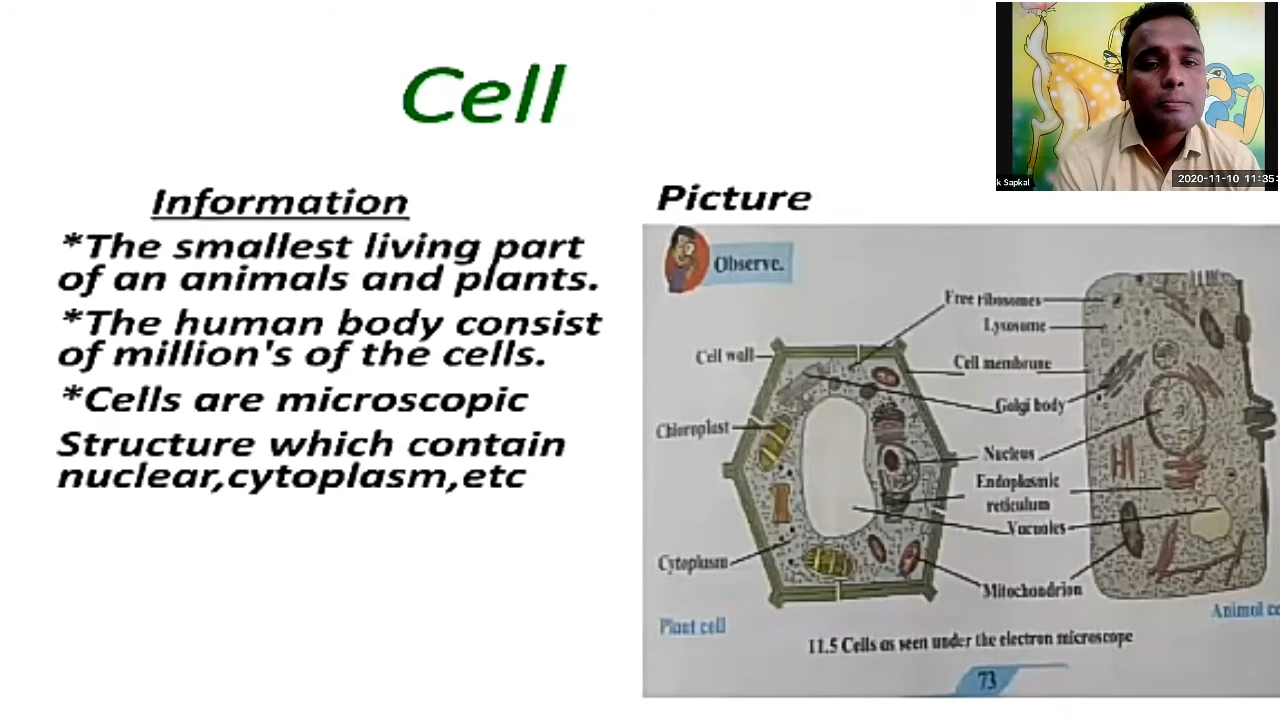 Cell
Information
*The smallest living part
of an animals and plants.
*The human body consist
of million's of the cells.
*Cells are microscopic
Structure which contain
nuclear,cytoplasm,etc
Picture
Observe.
Free ribosomes
Lysosome
Cell wall
Cell membrane
Golgi body
Chloroplast
Nucleus
Endoplasmic
reticulum
Vacuoles
Cytoplasm
Mitochondrion
Plant cell
Animal ce
11.5 Cells as seen under the electron microscope
73
k Sapkal
2020-11-10 11:35: